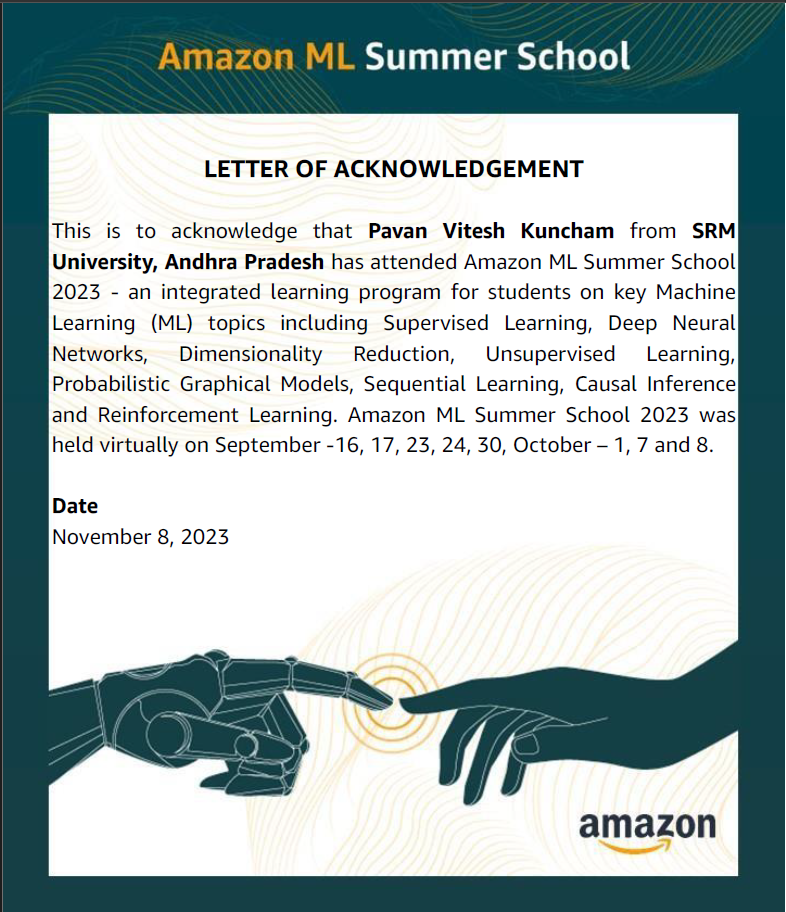 Amazon ML Summer School
LETTER OF ACKNOWLEDGEMENT
This is to acknowledge that Pavan Vitesh Kuncham from SRM
University, Andhra Pradesh has attended Amazon ML Summer School
2023 - an integrated learning program for students on key Machine
Learning (ML) topics including Supervised Learning, Deep Neural
Networks, Dimensionality Reduction, Unsupervised Learning,
Probabilistic Graphical Models, Sequential Learning, Causal Inference
and Reinforcement Learning. Amazon ML Summer School 2023 was
held virtually on September -16, 17, 23, 24, 30, October – 1, 7 and 8.
Date
November 8, 2023
amazon